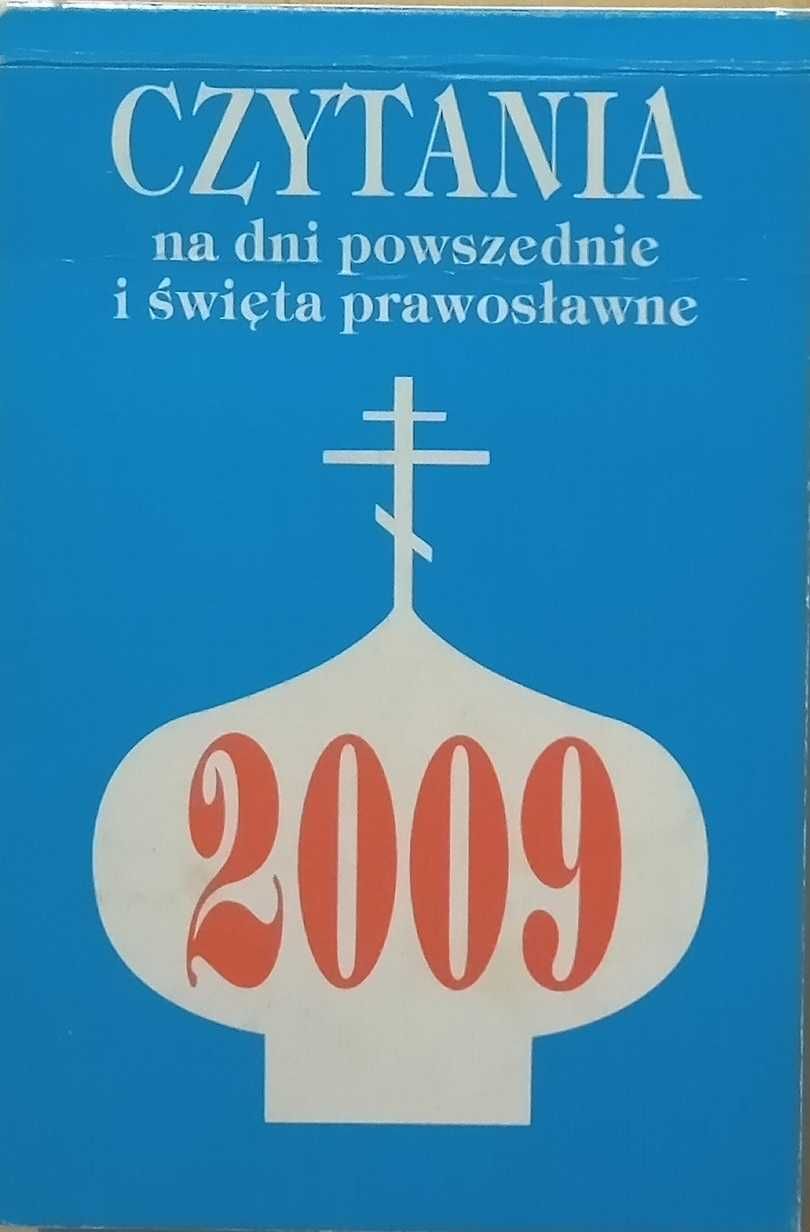 CZYTANIA
na dni powszednie
i święta prawosławne
2009